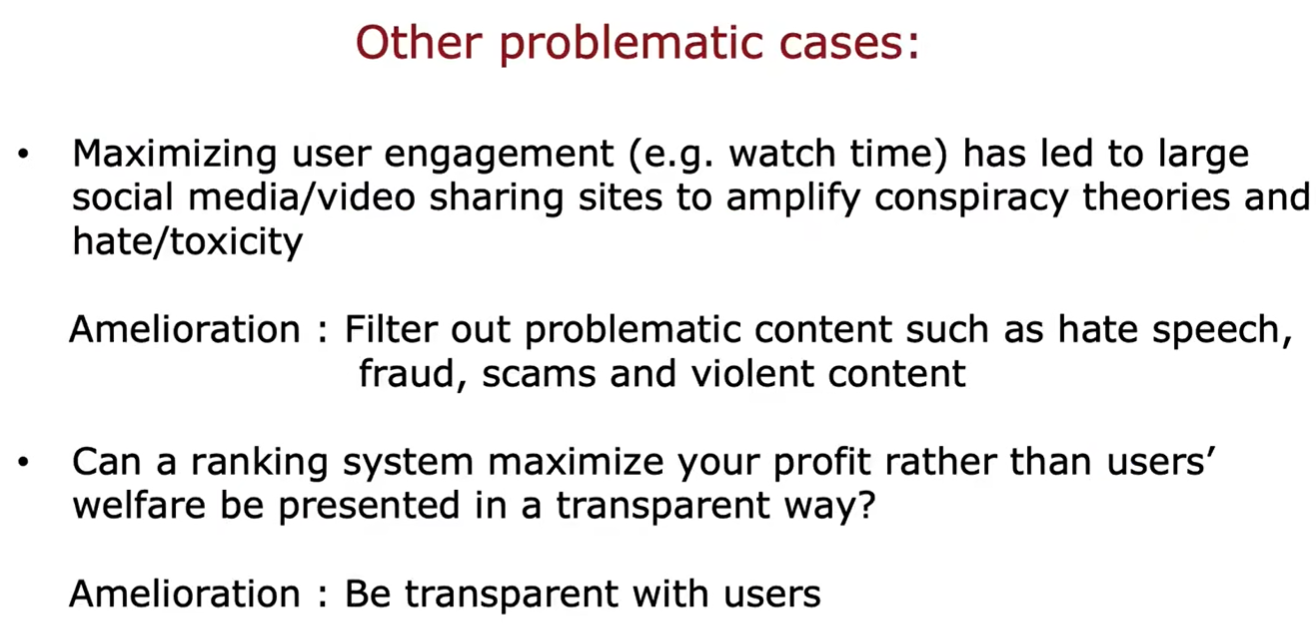 Other problematic cases:
• Maximizing user engagement (e.g. watch time) has led to large
social media/video sharing sites to amplify conspiracy theories and
hate/toxicity
Amelioration : Filter out problematic content such as hate speech,
fraud, scams and violent content
• Can a ranking system maximize your profit rather than users’
welfare be presented in a transparent way?
Amelioration : Be transparent with users